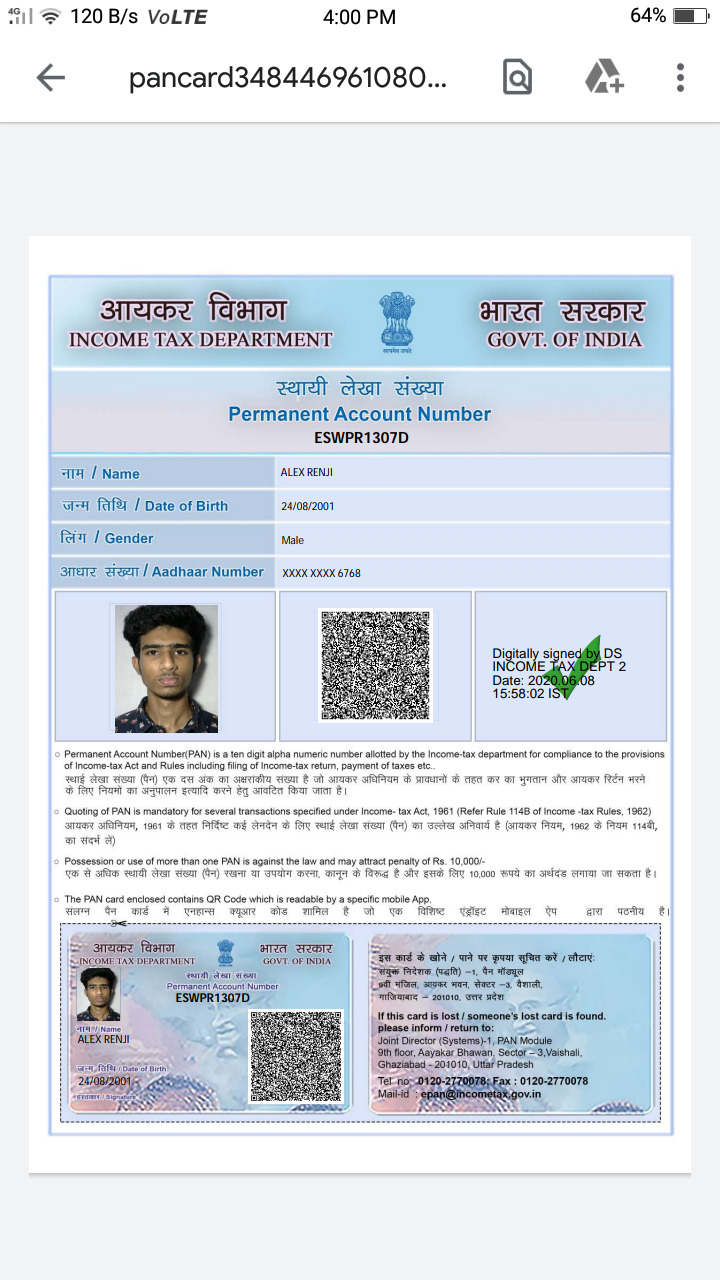 4G 120 B/s VoLTE 4:00 PM 64%
pancard348446961080...
आयकर विभाग भारत सरकार
INCOME TAX DEPARTMENT GOVT. OF INDIA
सत्यमेव जयते
स्थायी लेखा संख्या
Permanent Account Number
ESWPR1307D
नाम / Name ALEX RENJI
जन्म तिथि / Date of Birth 24/08/2001
लिंग / Gender Male
आधार संख्या / Aadhaar Number XXXX XXXX 6768
Digitally signed by DS
INCOME TAX DEPT 2
Date: 2020.06.08
15:58:02 IST
Permanent Account Number(PAN) is a ten digit alpha numeric number allotted by the Income-tax department for compliance to the provisions
of Income-tax Act and Rules including filing of Income-tax return, payment of taxes etc..
स्थाई लेखा संख्या (पैन) एक दस अंक का अक्षरांकीय संख्या है जो आयकर अधिनियम के प्रावधानों के तहत कर का भुगतान और आयकर रिटर्न भरने
के लिए नियमों का अनुपालन इत्यादि करने हेतु आंवटित किया जाता है।
Quoting of PAN is mandatory for several transactions specified under Income- tax Act, 1961 (Refer Rule 114B of Income -tax Rules, 1962)
आयकर अधिनियम, 1961 के तहत निर्दिष्ट कई लेनदेन के लिए स्थाई लेखा संख्या (पैन) का उल्लेख अनिवार्य है (आयकर नियम, 1962 के नियम 114बी,
का संदर्भ लें)
Possession or use of more than one PAN is against the law and may attract penalty of Rs. 10,000/-
एक से अधिक स्थायी लेखा संख्या (पैन) रखना या उपयोग करना, कानून के विरूद्ध है और इसके लिए 10,000 रूपये का अर्थदंड लगाया जा सकता है।
The PAN card enclosed contains QR Code which is readable by a specific mobile App.
संलग्न पैन कार्ड में एनहान्स क्यूआर कोड शामिल है जो एक विशिष्ट एंड्रॉइट मोबाइल ऐप द्वारा पठनीय है।
आयकर विभाग भारत सरकार
INCOME TAX DEPARTMENT GOVT. OF INDIA
स्थायी लेखा संख्या
Permanent Account Number
ESWPR1307D
नाम / Name
ALEX RENJI
जन्म तिथि / Date of Birth
24/08/2001
हस्ताक्षर / Signature
इस कार्ड के खोने / पाने पर कृपया सूचित करें / लौटाएं:
संयुक्त निदेशक (पद्धति) –1, पैन मॉड्यूल
9वीं मंजिल, आयकर भवन, सेक्टर –3, वैशाली,
गाजियाबाद – 201010, उत्तर प्रदेश
If this card is lost / someone's lost card is found.
please inform / return to:
Joint Director (Systems)-1, PAN Module
9th floor, Aayakar Bhawan, Sector – 3,Vaishali,
Ghaziabad - 201010, Uttar Pradesh
Tel no: 0120-2770078; Fax : 0120-2770078
Mail-id : epan@incometax.gov.in